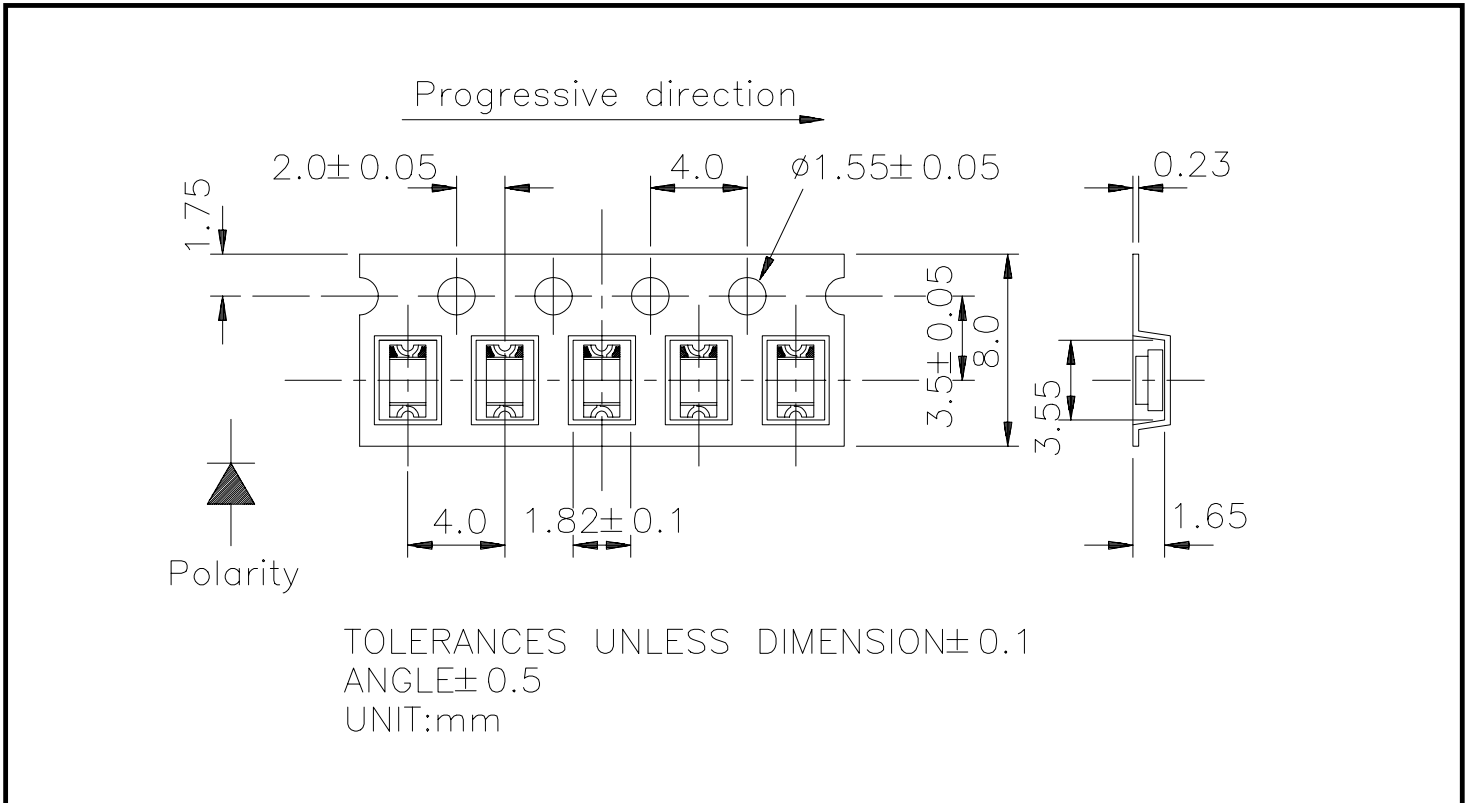 Progressive direction
2.0±0.05
4.0
ø1.55±0.05
0.23
1.75
3.5±0.05
8.0
3.55
4.0
1.82±0.1
1.65
Polarity
TOLERANCES UNLESS DIMENSION±0.1
ANGLE±0.5
UNIT:mm